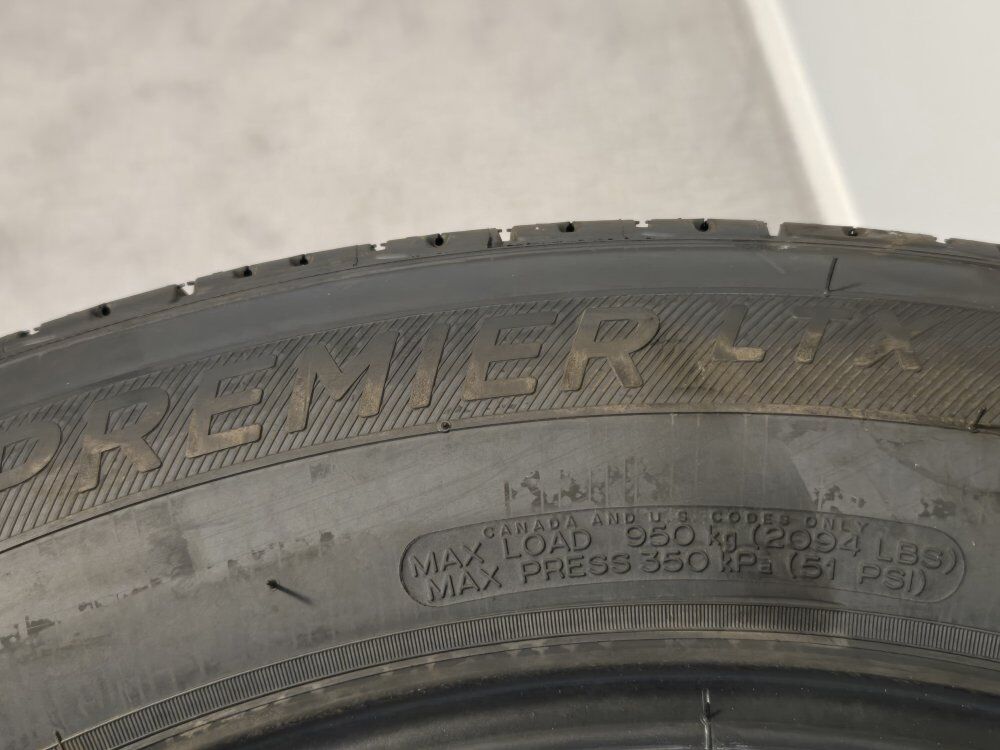 PREMIER LTX
CANADA AND U.S. CODES ONLY
MAX LOAD 950 kg (2094 LBS)
MAX PRESS 350 kPa (51 PSI)